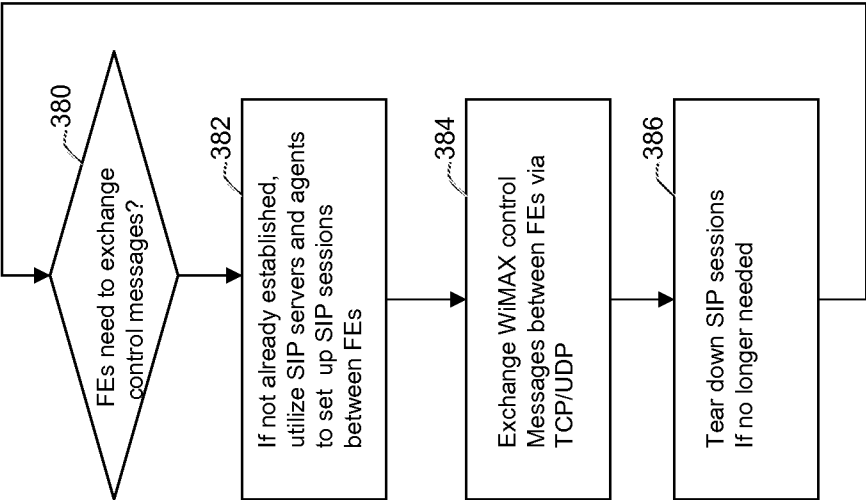 380
FEs need to exchange
control messages?
382
If not already established,
utilize SIP servers and agents
to set up SIP sessions
between FEs
384
Exchange WiMAX control
Messages between FEs via
TCP/UDP
386
Tear down SIP sessions
If no longer needed